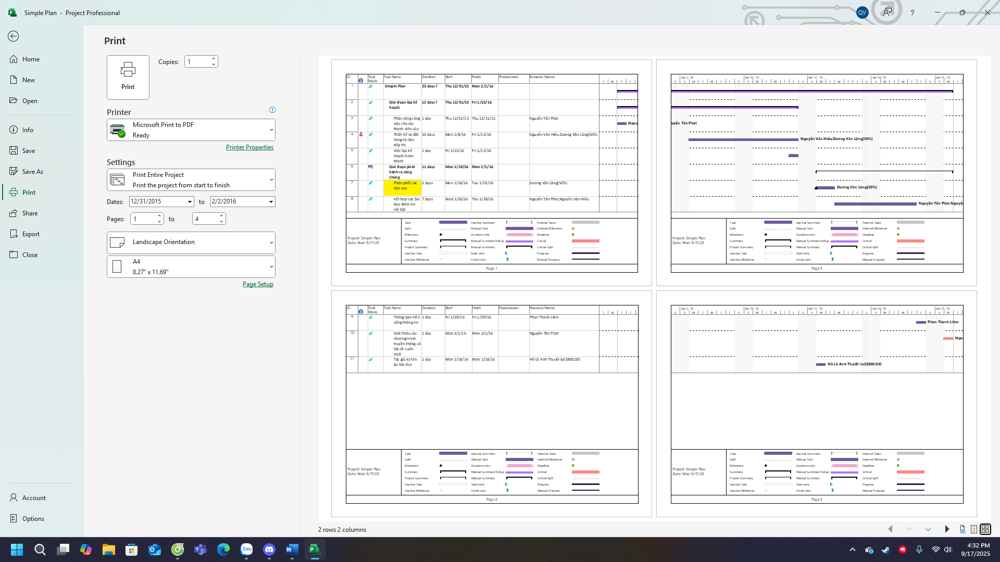 Simple Plan - Project Professional
QV
?
Home
New
Open
Info
Save
Save As
Print
Share
Export
Close
Account
Options
Print
Print
Copies: 1
Printer
Microsoft Print to PDF
Ready
Printer Properties
Settings
Print Entire Project
Print the project from start to finish
Dates: 12/31/2015 to 2/2/2016
Pages: 1 to 4
Landscape Orientation
A4
8.27" x 11.69"
Page Setup
ID Task Mode Task Name Duration Start Finish Predecessors Resource Names T W T F
1 Simple Plan 23 days? Thu 12/31/15 Mon 2/1/16
2 Giai đoạn lập kế hoạch 12 days? Thu 12/31/15 Fri 1/15/16
3 Phân công công việc cho các thành viên của 1 day Thu 12/31/15 Thu 12/31/15 Nguyễn Tấn Phát Nguy
4 Thiết kế và đặt hàng tài liệu tiếp thị 10 days Mon 1/4/16 Fri 1/15/16 Nguyễn Văn Hiếu,Dương Văn Lãng[50%]
5 Việc lập kế hoạch hoàn thành 1 day Fri 1/15/16 Fri 1/15/16
6 Giai đoạn phát hành ra công chúng 11 days Mon 1/18/16 Mon 2/1/16
7 Phân phối các bản sao 2 days Mon 1/18/16 Tue 1/19/16 Dương Văn Lãng[50%]
8 Kết hợp các bài báo điểm tin nổi bật 7 days Wed 1/20/16 Thu 1/28/16 Nguyễn Tấn Phát,Nguyễn Văn Hiếu
Project: Simple Plan
Date: Wed 9/17/25
Task Inactive Summary External Tasks
Split Manual Task External Milestone
Milestone Duration-only Deadline
Summary Manual Summary Rollup Critical
Project Summary Manual Summary Critical Split
Inactive Task Start-only Progress
Inactive Milestone Finish-only Manual Progress
Page 1
Jan 3, '16 Jan 10, '16 Jan 17, '16 Jan 24, '16 Jan 31, '16
S S M T W T F S S M T W T F S S M T W T F S S M T W T F S S M T
uyễn Tấn Phát
Nguyễn Văn Hiếu,Dương Văn Lãng[50%]
Dương Văn Lãng[50%]
Nguyễn Tấn Phát,Nguyễ
Project: Simple Plan
Date: Wed 9/17/25
Task Inactive Summary External Tasks
Split Manual Task External Milestone
Milestone Duration-only Deadline
Summary Manual Summary Rollup Critical
Project Summary Manual Summary Critical Split
Inactive Task Start-only Progress
Inactive Milestone Finish-only Manual Progress
Page 3
ID Task Mode Task Name Duration Start Finish Predecessors Resource Names T W T F
9 Thông báo trên cổng thông tin 1 day Fri 1/29/16 Fri 1/29/16 Phan Thanh Liêm
10 Giới thiệu các chương trình truyền thông xã hội về cuốn sách 1 day Mon 2/1/16 Mon 2/1/16 Nguyễn Tấn Phát
11 Tác giả ký tên tại hội chợ 1 day Mon 1/18/16 Mon 1/18/16 Hồ Lê Anh Thư,Đi lại[$800.00]
Project: Simple Plan
Date: Wed 9/17/25
Task Inactive Summary External Tasks
Split Manual Task External Milestone
Milestone Duration-only Deadline
Summary Manual Summary Rollup Critical
Project Summary Manual Summary Critical Split
Inactive Task Start-only Progress
Inactive Milestone Finish-only Manual Progress
Page 2
Jan 3, '16 Jan 10, '16 Jan 17, '16 Jan 24, '16 Jan 31, '16
S S M T W T F S S M T W T F S S M T W T F S S M T W T F S S M T
Phan Thanh Liêm
Ngu
Hồ Lê Anh Thư,Đi lại[$800.00]
Project: Simple Plan
Date: Wed 9/17/25
Task Inactive Summary External Tasks
Split Manual Task External Milestone
Milestone Duration-only Deadline
Summary Manual Summary Rollup Critical
Project Summary Manual Summary Critical Split
Inactive Task Start-only Progress
Inactive Milestone Finish-only Manual Progress
Page 4
2 rows 2 columns
100
Zalo
4:32 PM
9/17/2025